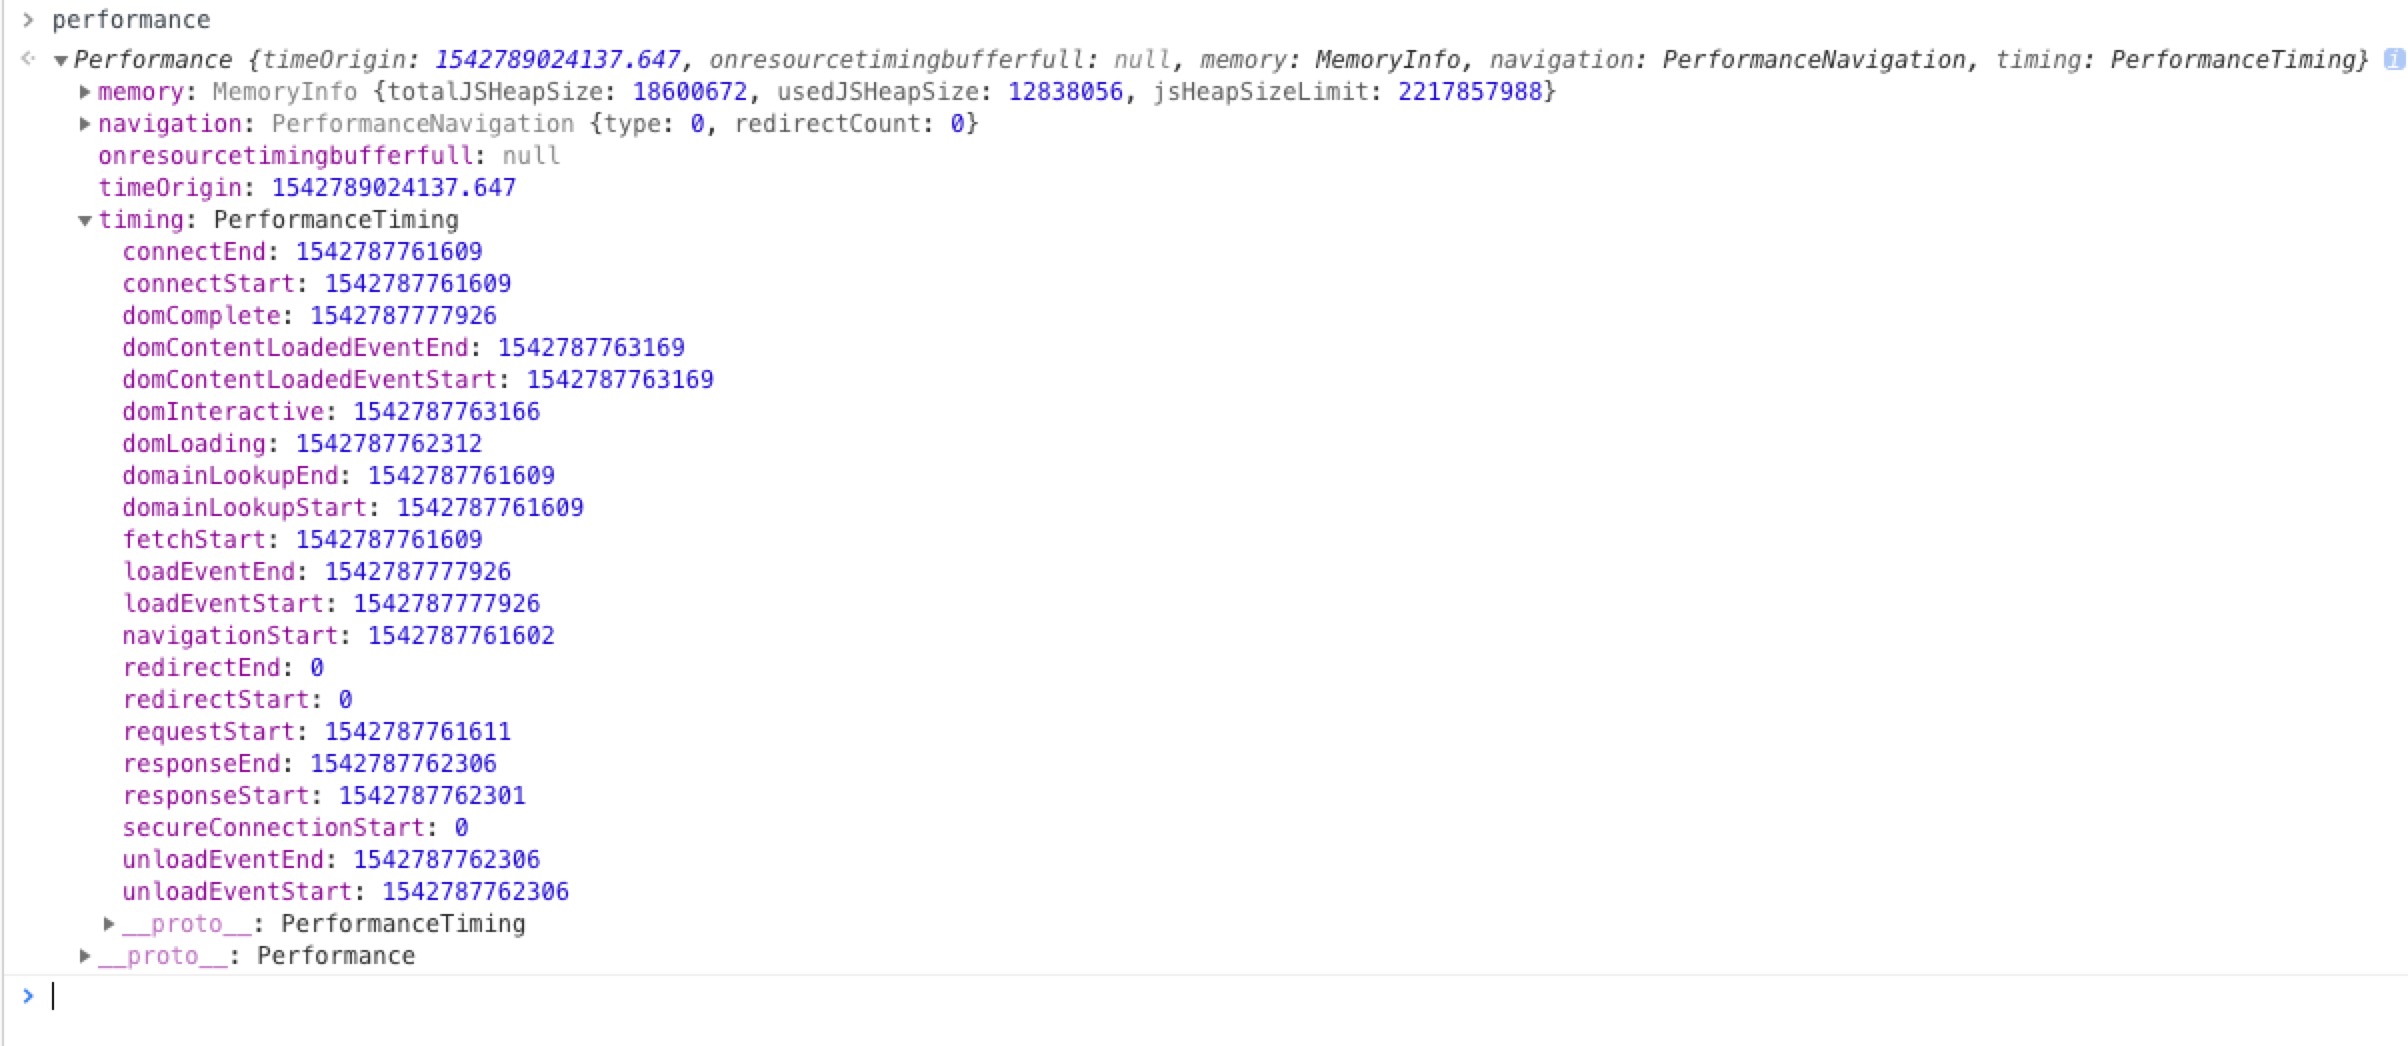 > performance
Performance {timeOrigin: 1542789024137.647, onresourcetimingbufferfull: null, memory: MemoryInfo, navigation: PerformanceNavigation, timing: PerformanceTiming} i
memory: MemoryInfo {totalJSHeapSize: 18600672, usedJSHeapSize: 12838056, jsHeapSizeLimit: 2217857988}
navigation: PerformanceNavigation {type: 0, redirectCount: 0}
onresourcetimingbufferfull: null
timeOrigin: 1542789024137.647
timing: PerformanceTiming
connectEnd: 1542787761609
connectStart: 1542787761609
domComplete: 1542787777926
domContentLoadedEventEnd: 1542787763169
domContentLoadedEventStart: 1542787763169
domInteractive: 1542787763166
domLoading: 1542787762312
domainLookupEnd: 1542787761609
domainLookupStart: 1542787761609
fetchStart: 1542787761609
loadEventEnd: 1542787777926
loadEventStart: 1542787777926
navigationStart: 1542787761602
redirectEnd: 0
redirectStart: 0
requestStart: 1542787761611
responseEnd: 1542787762306
responseStart: 1542787762301
secureConnectionStart: 0
unloadEventEnd: 1542787762306
unloadEventStart: 1542787762306
__proto__: PerformanceTiming
__proto__: Performance
>